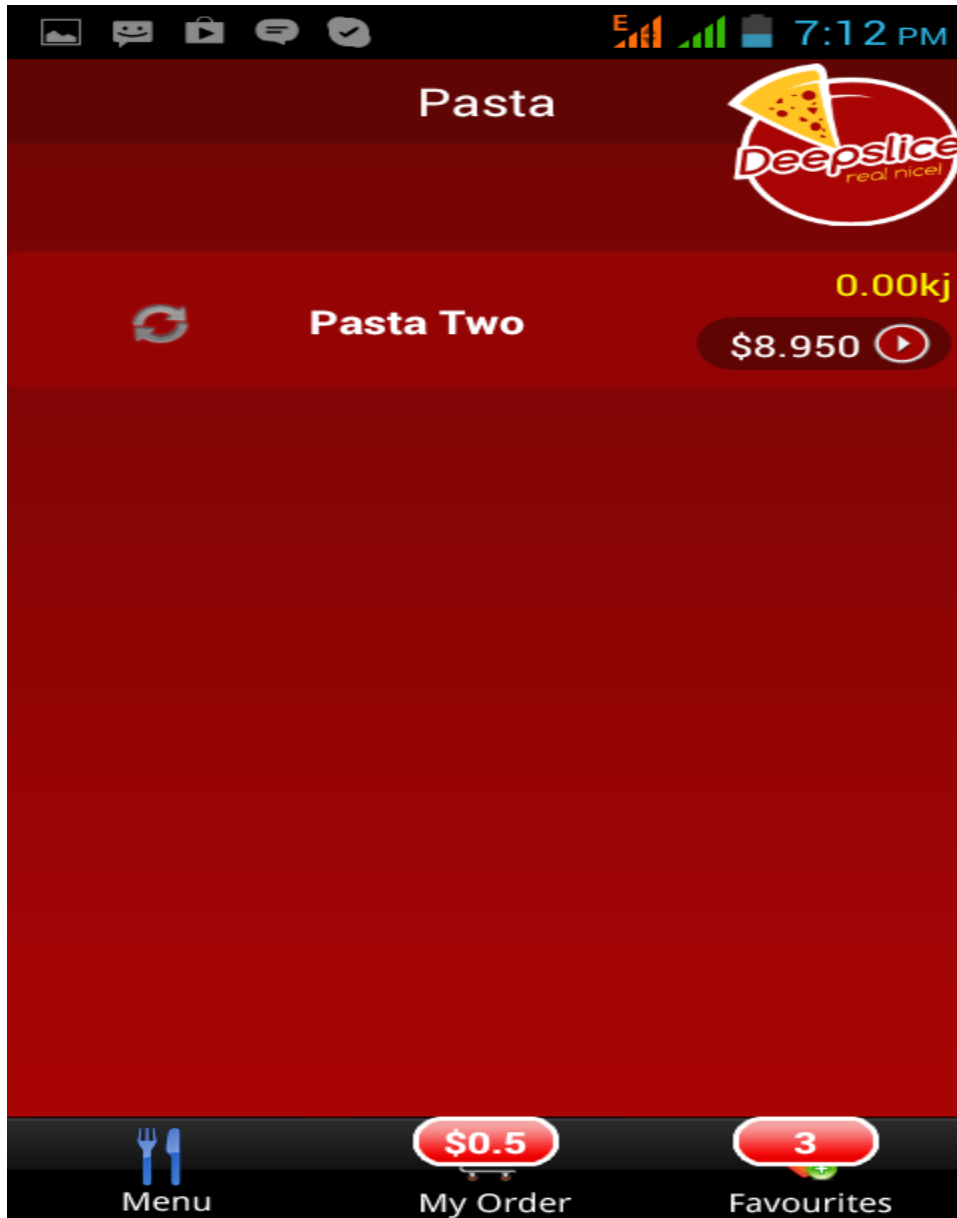 E
7:12 PM
Pasta
Deepslice
real nice!
0.00kj
Pasta Two
$8.950
$0.5
3
Menu
My Order
Favourites